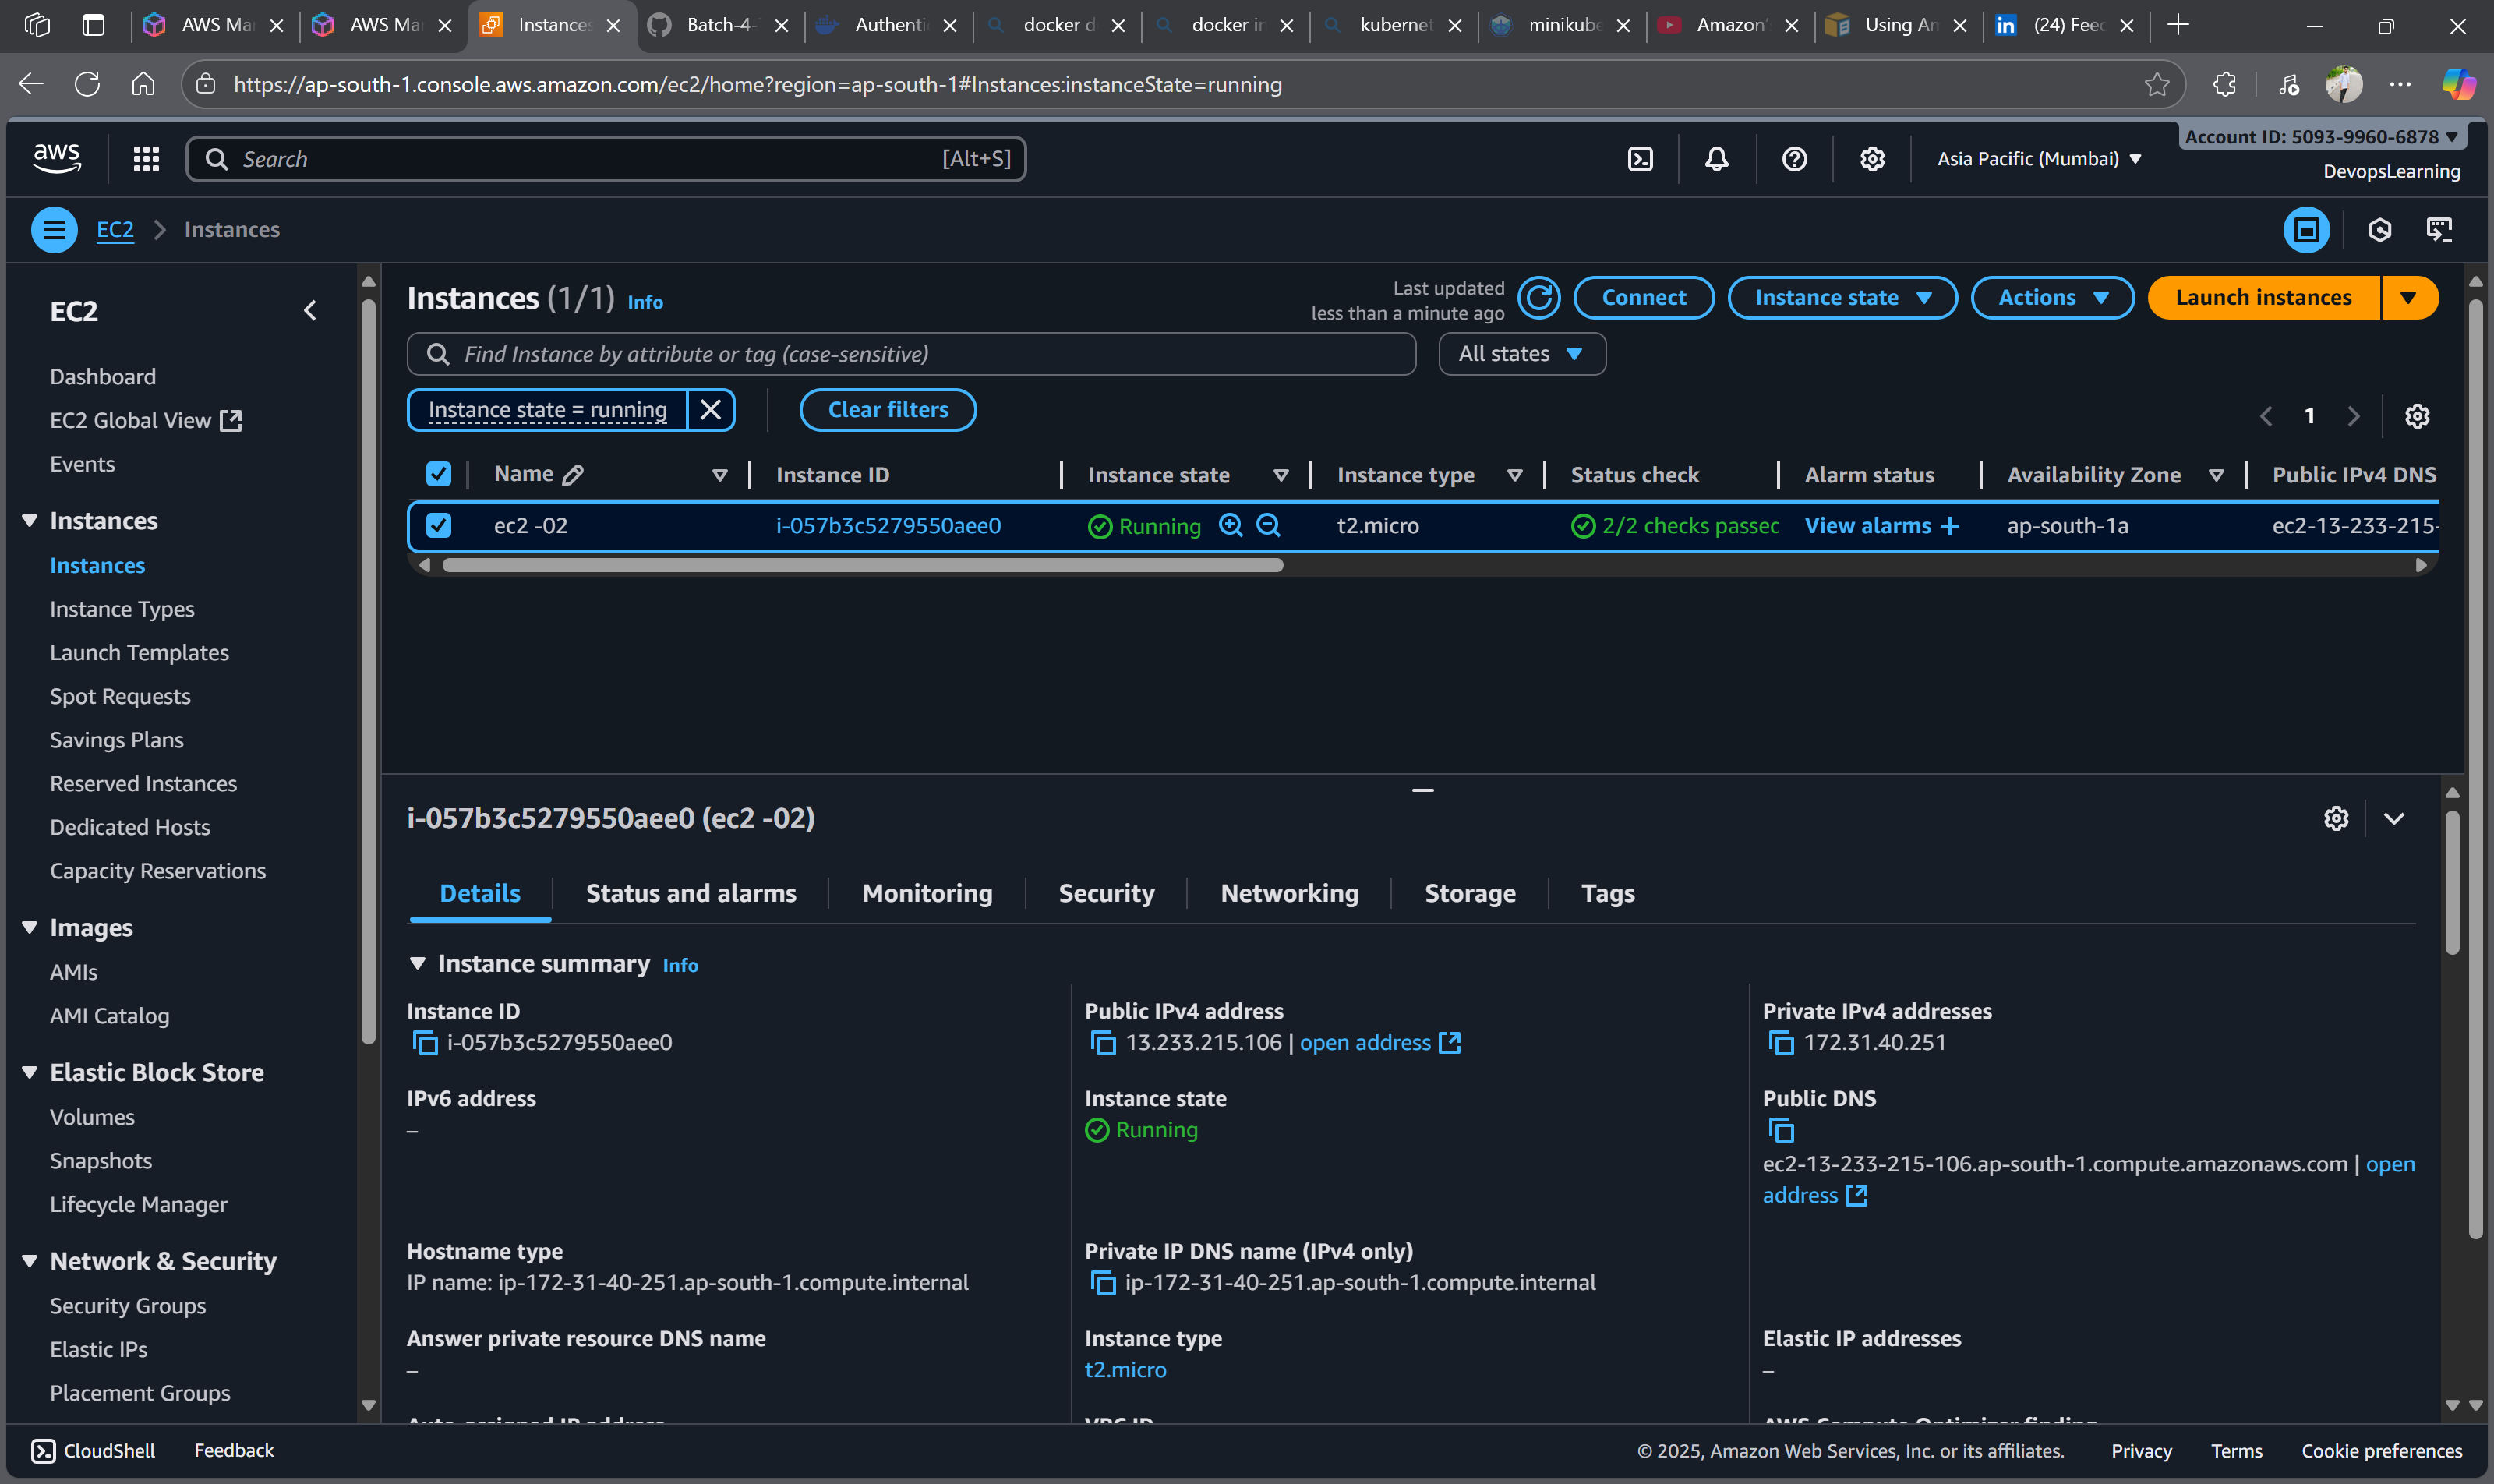 AWS Ma
AWS Ma
Instances
Batch-4-
Authenti
docker d
docker in
kubernet
minikube
Amazon'
Using An
(24) Feed
https://ap-south-1.console.aws.amazon.com/ec2/home?region=ap-south-1#Instances:instanceState=running
aws
Search
[Alt+S]
Asia Pacific (Mumbai)
Account ID: 5093-9960-6878
DevopsLearning
EC2
Instances
EC2
Dashboard
EC2 Global View
Events
Instances
Instances
Instance Types
Launch Templates
Spot Requests
Savings Plans
Reserved Instances
Dedicated Hosts
Capacity Reservations
Images
AMIs
AMI Catalog
Elastic Block Store
Volumes
Snapshots
Lifecycle Manager
Network & Security
Security Groups
Elastic IPs
Placement Groups
Instances (1/1) Info
Last updated
less than a minute ago
Connect
Instance state
Actions
Launch instances
Find Instance by attribute or tag (case-sensitive)
All states
Instance state = running
Clear filters
1
Name Instance ID Instance state Instance type Status check Alarm status Availability Zone Public IPv4 DNS
ec2 -02 i-057b3c5279550aee0 Running t2.micro 2/2 checks passed View alarms + ap-south-1a ec2-13-233-215-
i-057b3c5279550aee0 (ec2 -02)
Details
Status and alarms
Monitoring
Security
Networking
Storage
Tags
Instance summary Info
Instance ID
i-057b3c5279550aee0
Public IPv4 address
13.233.215.106 | open address
Private IPv4 addresses
172.31.40.251
IPv6 address
–
Instance state
Running
Public DNS
ec2-13-233-215-106.ap-south-1.compute.amazonaws.com | open
address
Hostname type
IP name: ip-172-31-40-251.ap-south-1.compute.internal
Private IP DNS name (IPv4 only)
ip-172-31-40-251.ap-south-1.compute.internal
Answer private resource DNS name
–
Instance type
t2.micro
Elastic IP addresses
–
Auto-assigned IP address
VPC ID
AWS Compute Optimizer finding
CloudShell
Feedback
© 2025, Amazon Web Services, Inc. or its affiliates.
Privacy
Terms
Cookie preferences